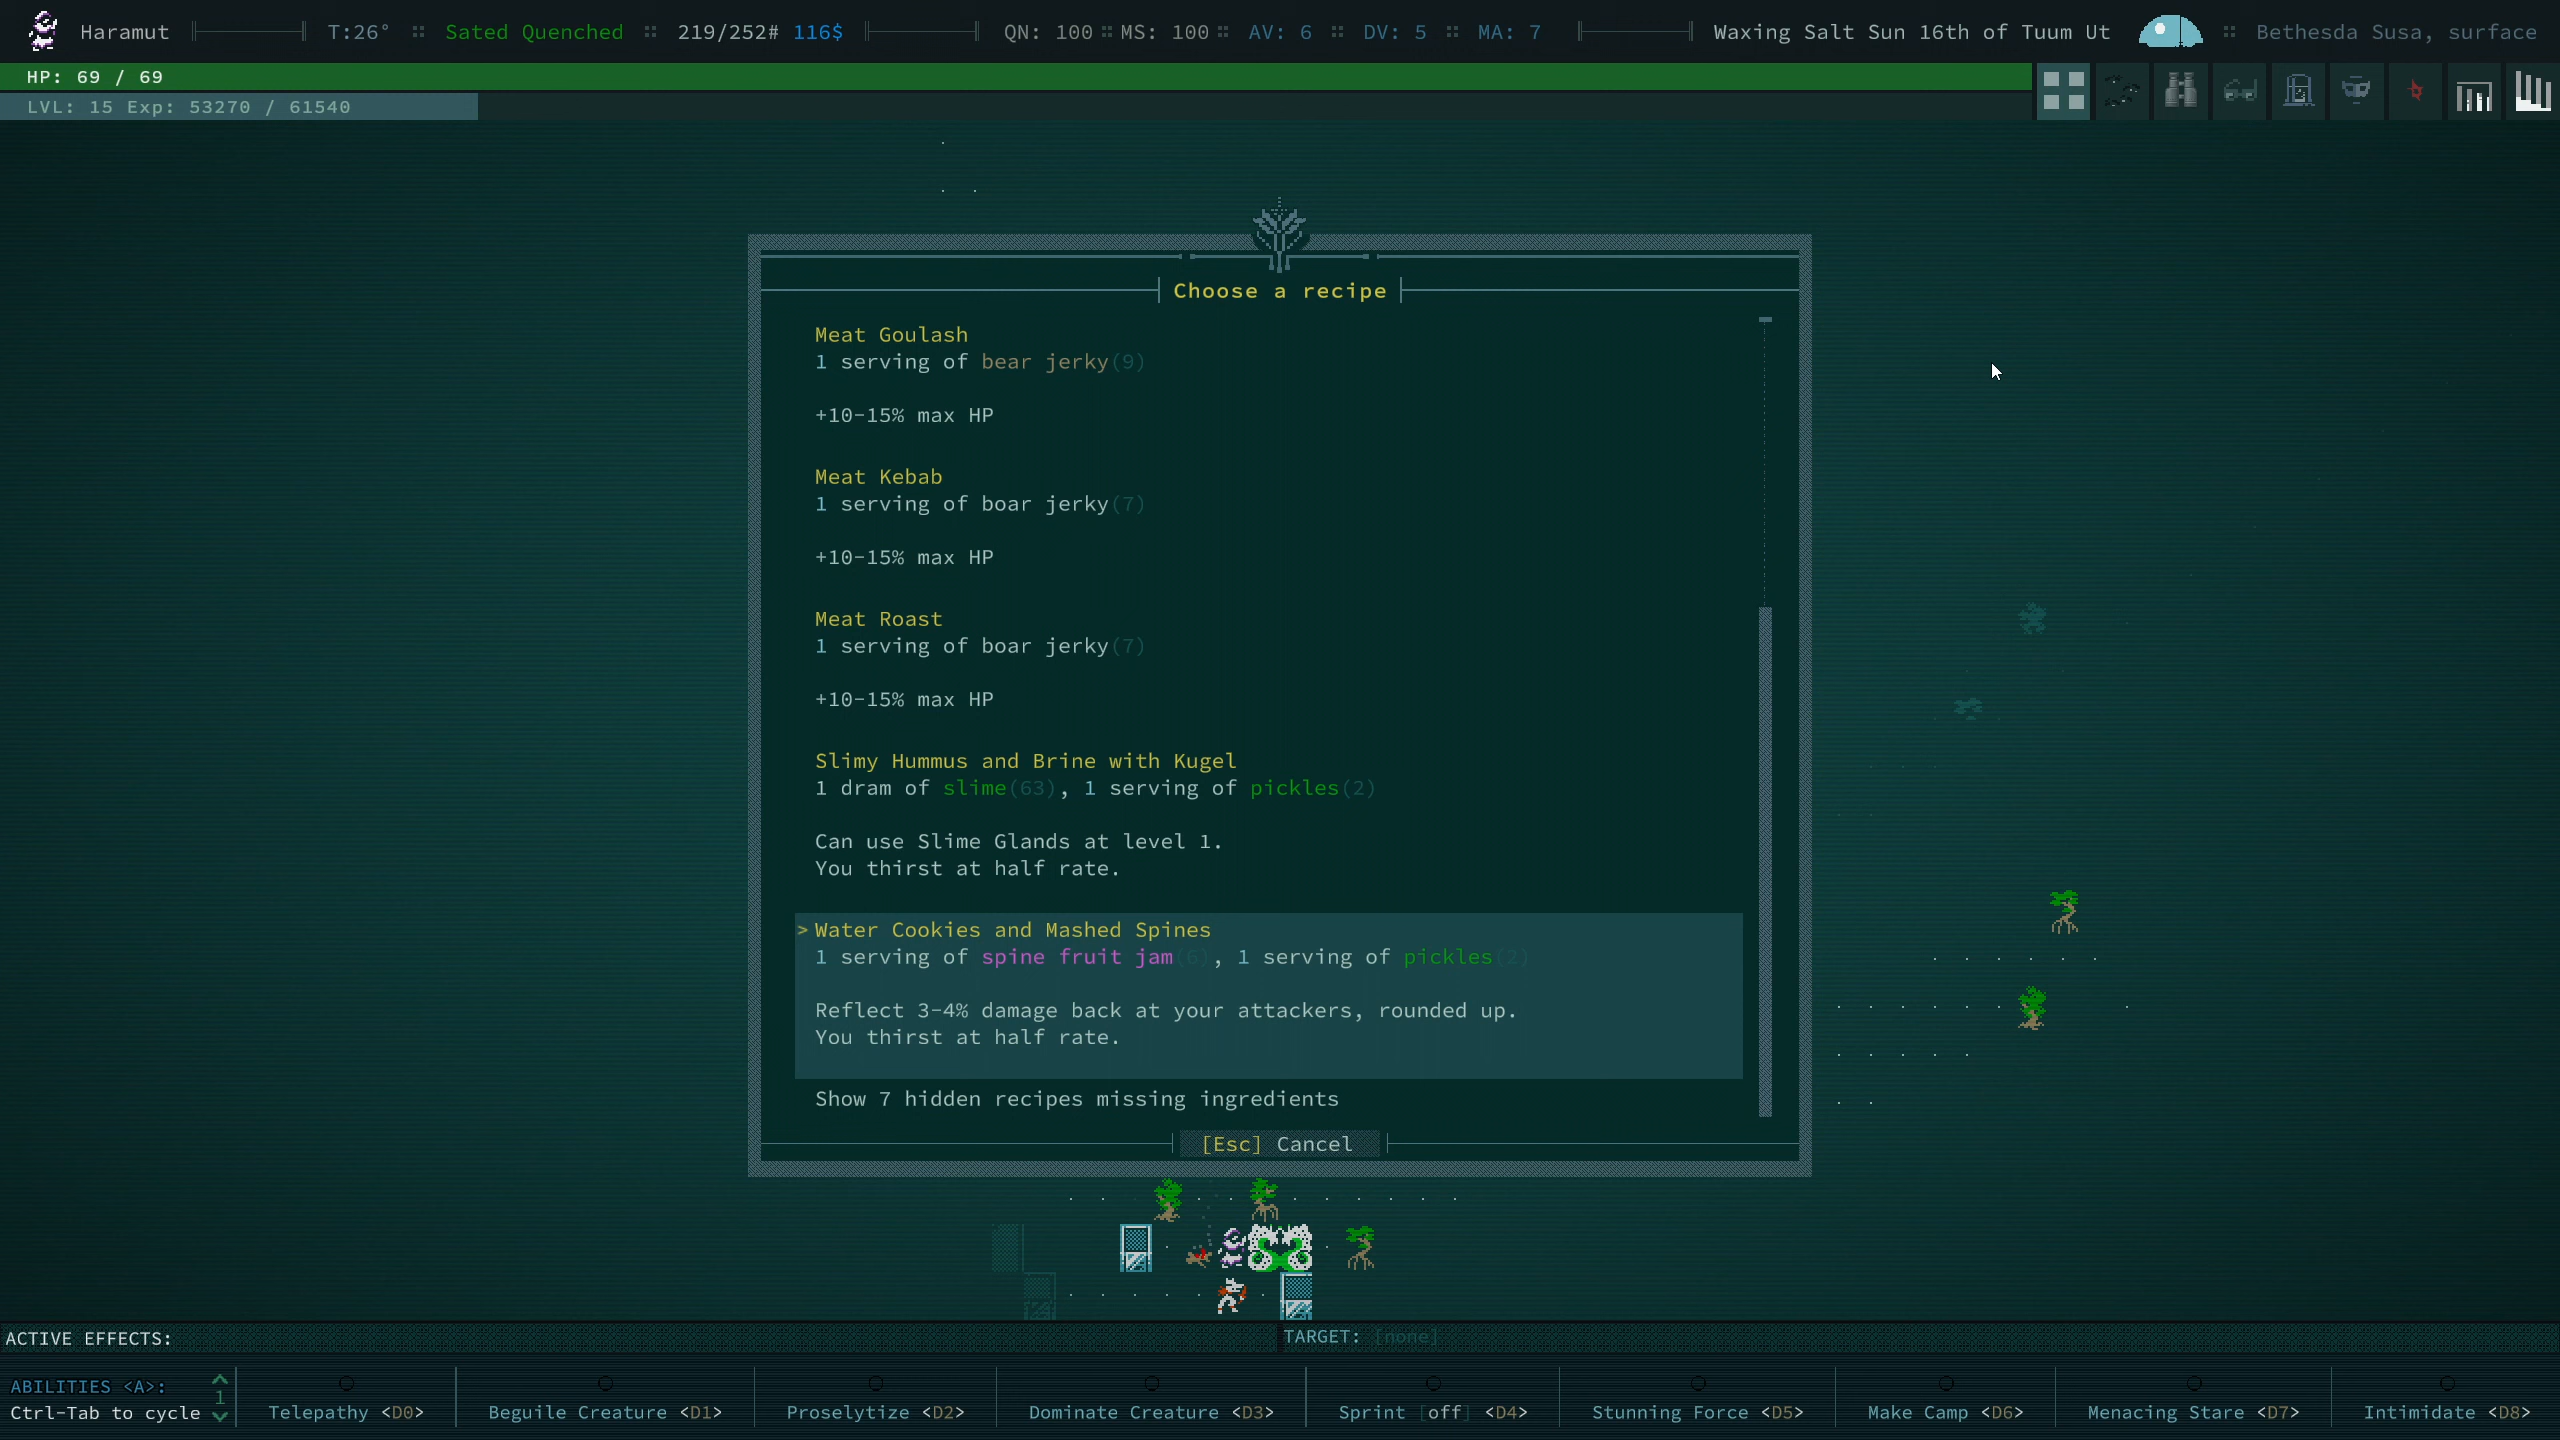 Haramut T:26° Sated Quenched 219/252# 116$ QN: 100 MS: 100 AV: 6 DV: 5 MA: 7 Waxing Salt Sun 16th of Tuum Ut Bethesda Susa, surface
HP: 69 / 69
LVL: 15 Exp: 53270 / 61540
Choose a recipe
Meat Goulash
1 serving of bear jerky(9)
+10-15% max HP
Meat Kebab
1 serving of boar jerky(7)
+10-15% max HP
Meat Roast
1 serving of boar jerky(7)
+10-15% max HP
Slimy Hummus and Brine with Kugel
1 dram of slime(63), 1 serving of pickles(2)
Can use Slime Glands at level 1.
You thirst at half rate.
> Water Cookies and Mashed Spines
1 serving of spine fruit jam(6), 1 serving of pickles(2)
Reflect 3-4% damage back at your attackers, rounded up.
You thirst at half rate.
Show 7 hidden recipes missing ingredients
[Esc] Cancel
ACTIVE EFFECTS: TARGET: [none]
ABILITIES <A>: 1
Ctrl-Tab to cycle Telepathy <D0> Beguile Creature <D1> Proselytize <D2> Dominate Creature <D3> Sprint [off] <D4> Stunning Force <D5> Make Camp <D6> Menacing Stare <D7> Intimidate <D8>